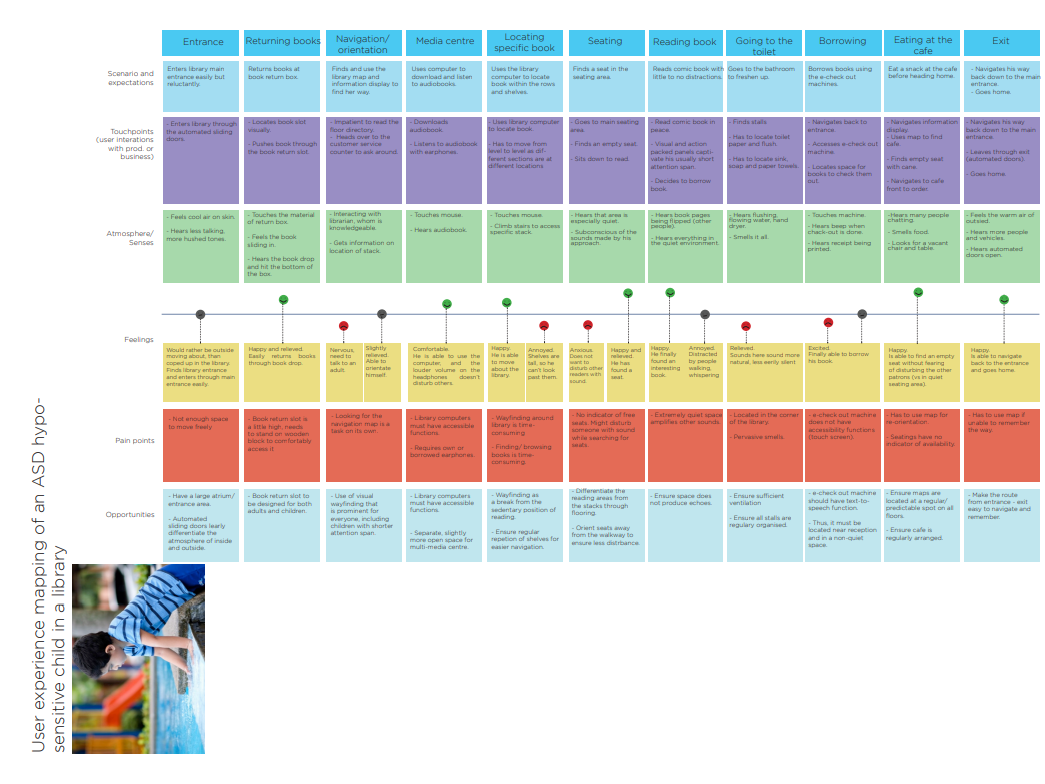 Entrance
Returning books
Navigation/
orientation
Media centre
Locating
specific book
Seating
Reading book
Going to the
toilet
Borrowing
Eating at the
cafe
Exit
Scenario and
expectations
Enters library main
entrance easily but
reluctantly.
Returns books at
book return box.
Finds and use the
library map and
information display to
find her way.
Uses computer to
download and listen
to audiobooks.
Uses the library
computer to locate
book within the rows
and shelves.
Finds a seat in the
seating area.
Reads comic book with
little to no distractions.
Goes to the bathroom
to freshen up.
Borrows books using
the e-check out
machines.
Eat a snack at the cafe
before heading home.
- Navigates his way
back down to the main
entrance.
- Goes home.
Touchpoints
(user interations
with prod. or
business)
- Enters library through
the automated sliding
doors.
- Locates book slot
visually.
- Pushes book through
the book return slot.
- Impatient to read the
floor directory.
- Heads over to the
customer service
counter to ask around.
- Downloads
audiobook.
- Listens to audiobook
with earphones.
- Uses library computer
to locate book.
- Has to move from
level to level as dif-
ferent sections are at
different locations
- Goes to main seating
area.
- Finds an empty seat.
- Sits down to read.
- Read comic book in
peace.
- Visual and action
packed panels capti-
vate his usually short
attention span.
- Decides to borrow
book.
- Finds stalls
- Has to locate toilet
paper and flush.
- Has to locate sink,
soap and paper towels.
- Navigates back to
entrance.
- Accesses e-check out
machine.
- Locates space for
books to check them
out.
- Navigates information
display
- Uses map to find
cafe.
- Finds empty seat
with cane.
- Navigates to cafe
front to order
- Navigates his way
back down to the main
entrance.
- Leaves through exit
(automated doors).
- Goes home.
Atmosphere/
Senses
- Feels cool air on skin.
- Hears less talking,
more hushed tones.
- Touches the material
of return box.
- Feels the book
sliding in.
- Hears the book drop
and hit the bottom of
the box.
- Interacting with
librarian, whom is
knowledgeable.
- Gets information on
location of stack.
- Touches mouse.
- Hears audiobook.
- Touches mouse.
- Climb stairs to access
specific stack.
- Hears that area is
especially quiet.
- Subconscious of the
sounds made by his
approach.
- Hears book pages
being flipped (other
people).
- Hears everything in
the quiet environment.
- Hears flushing,
flowing water, hand
dryer.
- Smells it all.
- Touches machine.
- Hears beep when
check-out is done.
- Hears receipt being
printed.
-Hears many people
chatting.
- Smells food.
- Looks for a vacant
chair and table.
- Feels the warm air of
outsied.
- Hears more people
and vehicles.
- Hears automated
doors open.
Feelings
Would rather be outside
moving about, than
coped up in the library.
Finds library entrance
and enters through main
entrance easily.
Happy and relieved.
Easily returns books
through book drop.
Nervous,
need to
talk to an
adult.
Slightly
relieved.
Able to
orientate
himself.
Comfortable.
He is able to use the
computer, and the
louder volume on the
headphones doesn't
disturb others.
Happy.
He is able
to move
about the
library.
Annoyed.
Shelves are
tall, so he
can't look
past them.
Anxious.
Does not
want to
disturb other
readers with
sound.
Happy and
relieved.
He has
found a
seat.
Happy.
He finally
found an
interesting
book.
Annoyed.
Distracted
by people
walking,
whispering
Relieved.
Sounds here sound more
natural, less eerily silent
Excited.
Finally able to borrow
his book.
Happy.
Is able to find an empty
seat without fearing
of disturbing the other
patrons (vs in quiet
seating area).
Happy.
Is able to navigate
back to the entrance
and goes home.
Pain points
- Not enough space
to move freely
- Book return slot is
a little high, needs
to stand on wooden
block to comfortably
access it
- Looking for the
navigation map is a
task on its own.
- Library computers
must have accessible
functions.
- Requires own or
borrowed earphones.
- Wayfinding around
library is time-
consuming
- Finding/ browsing
books is time-
consuming.
- No indicator of free
seats. Might disturb
someone with sound
while searching for
seats.
- Extremely quiet space
amplifies other sounds.
- Located in the corner
of the library.
- Pervasive smells.
- e-check out machine
does not have
accessibility functions
(touch screen).
- Has to use map for
re-orientation.
- Seatings have no
indicator of availability.
- Has to use map if
unable to remember
the way.
Opportunities
- Have a large atrium/
entrance area.
- Automated
sliding doors learly
differentiate the
atmosphere of inside
and outside.
- Book return slot to
be designed for both
adults and children.
- Use of visual
wayfinding that
is prominent for
everyone, including
children with shorter
attention span.
- Library computers
must have accessible
functions.
- Separate, slightly
more open space for
multi-media centre.
- Wayfinding as
a break from the
sedentary position of
reading.
- Ensure regular
repetion of shelves for
easier navigation.
- Differentiate the
reading areas from
the stacks through
flooring.
- Orient seats away
from the walkway to
ensure less distrbance.
- Ensure space does
not produce echoes.
- Ensure sufficient
ventilation
- Ensure all stalls are
regulary organised.
- e-check out machine
should have text-to-
speech function.
- Thus, it must be
located near reception
and in a non-quiet
space.
- Ensure maps are
located at a regular/
predictable spot on all
floors.
- Ensure cafe is
regularly arranged.
- Make the route
from entrance - exit
easy to navigate and
remember.
User experience mapping of an ASD hypo-
sensitive child in a library